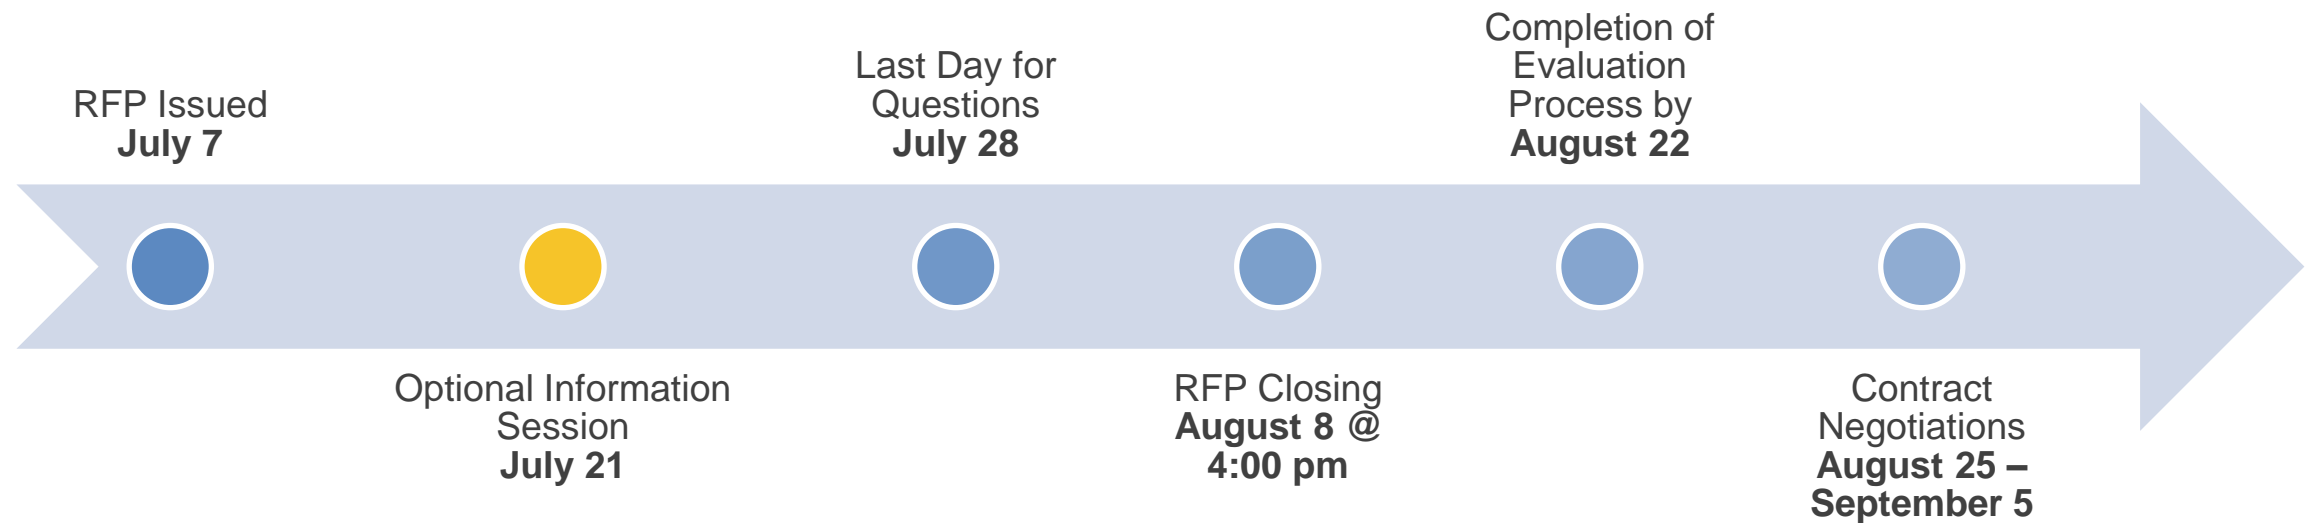 RFP Issued
July 7
Optional Information
Session
July 21
Last Day for
Questions
July 28
RFP Closing
August 8 @
4:00 pm
Completion of
Evaluation
Process by
August 22
Contract
Negotiations
August 25 –
September 5